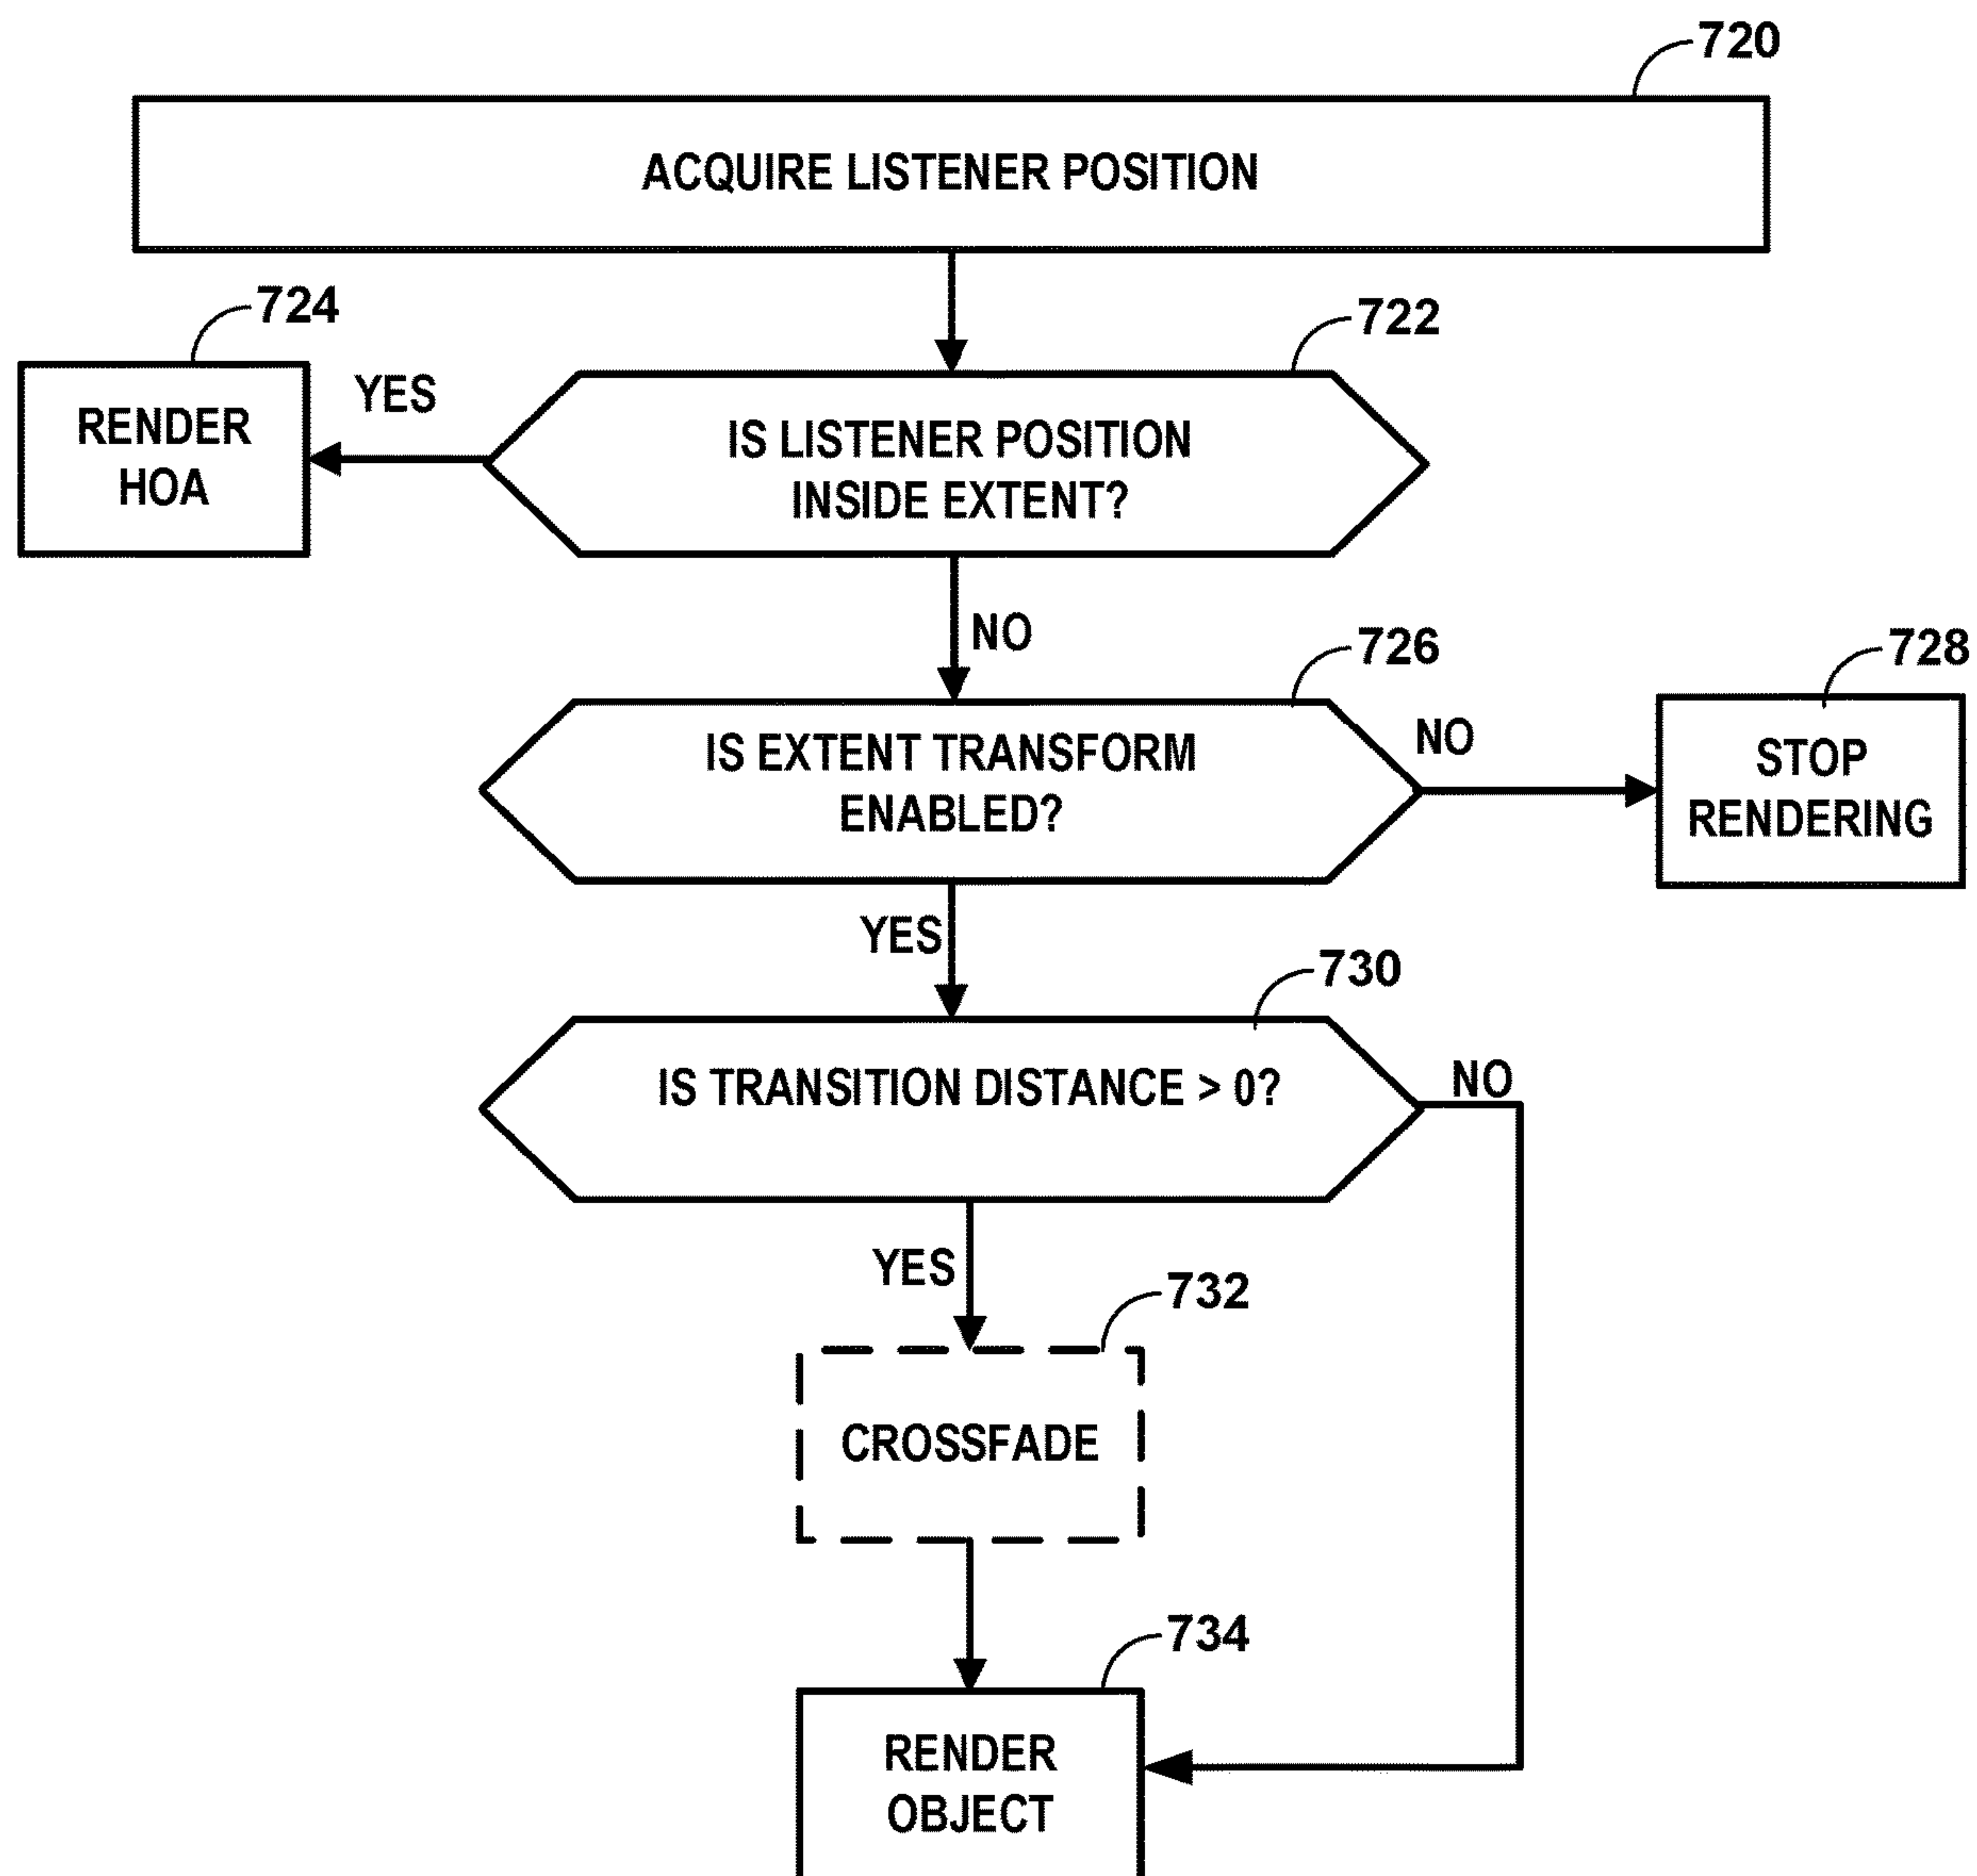 720
ACQUIRE LISTENER POSITION
724
722
YES
RENDER
HOA
IS LISTENER POSITION
INSIDE EXTENT?
NO
726
728
IS EXTENT TRANSFORM
ENABLED?
NO
STOP
RENDERING
YES
730
IS TRANSITION DISTANCE > 0?
NO
YES
732
CROSSFADE
734
RENDER
OBJECT